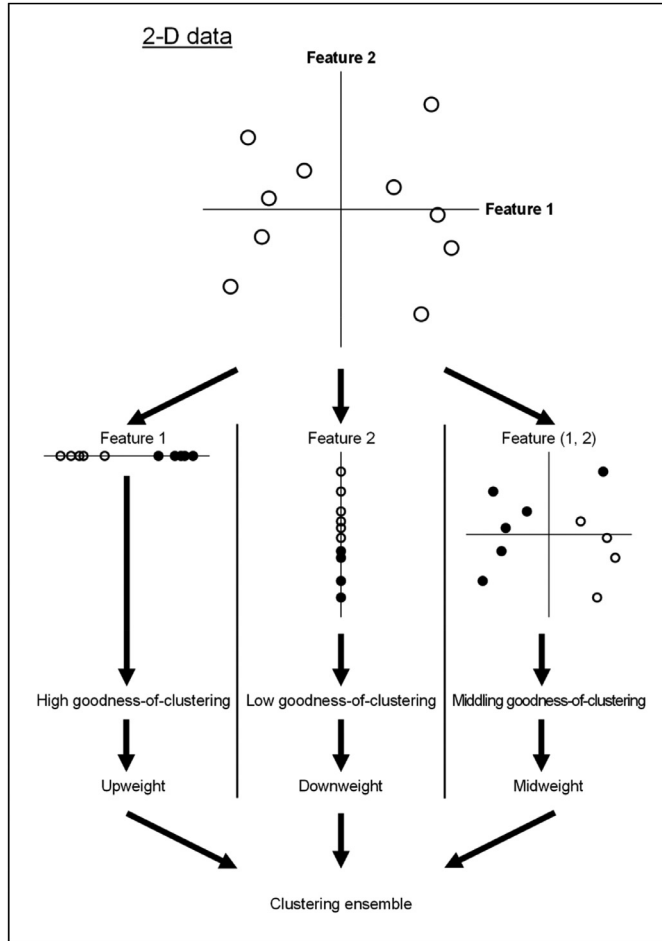 2-D data
Feature 2
Feature 1
Feature 1
Feature 2
Feature (1, 2)
High goodness-of-clustering
Low goodness-of-clustering
Middling goodness-of-clustering
Upweight
Downweight
Midweight
Clustering ensemble